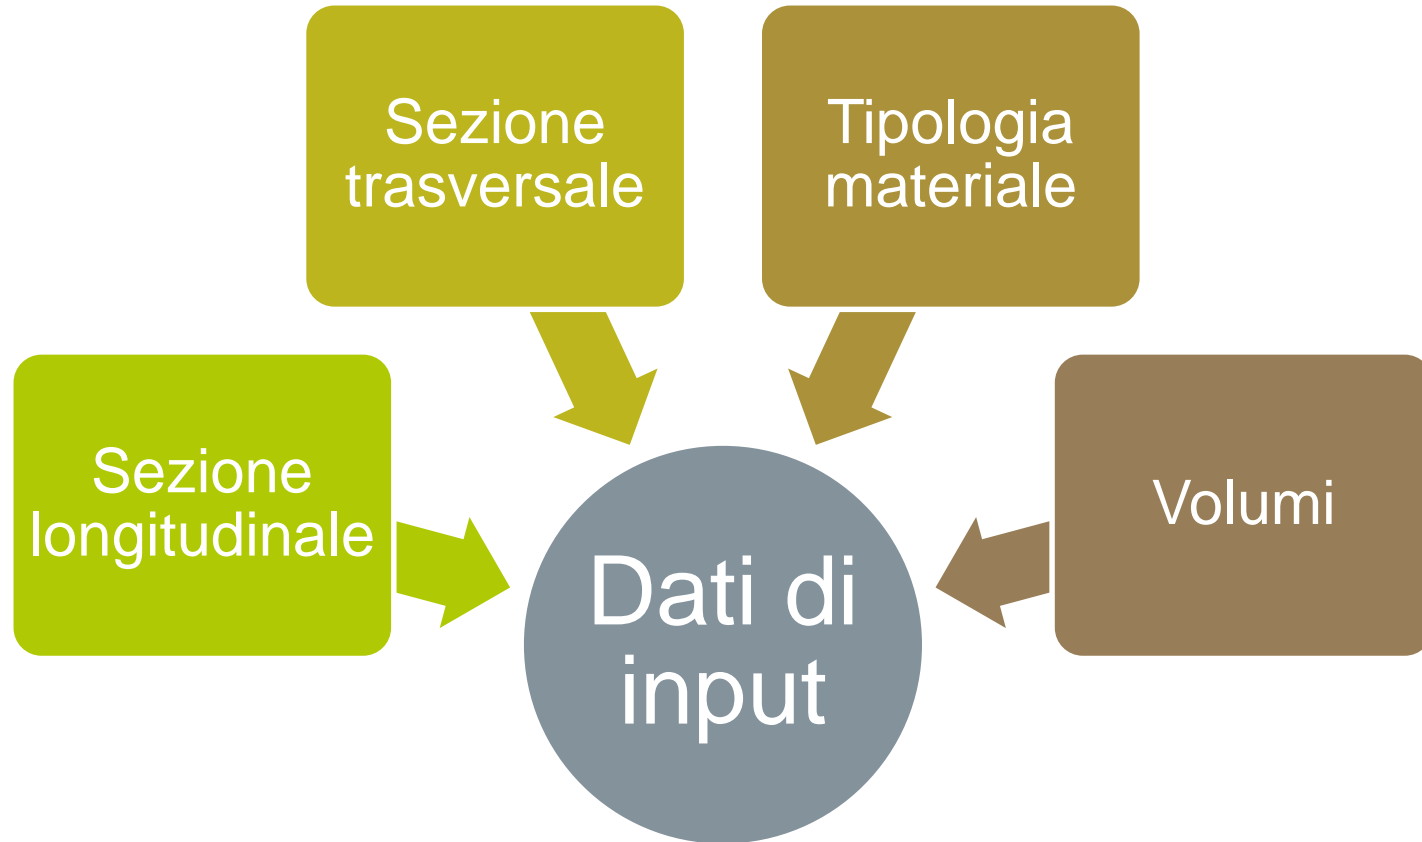 Sezione
trasversale
Tipologia
materiale
Sezione
longitudinale
Volumi
Dati di
input